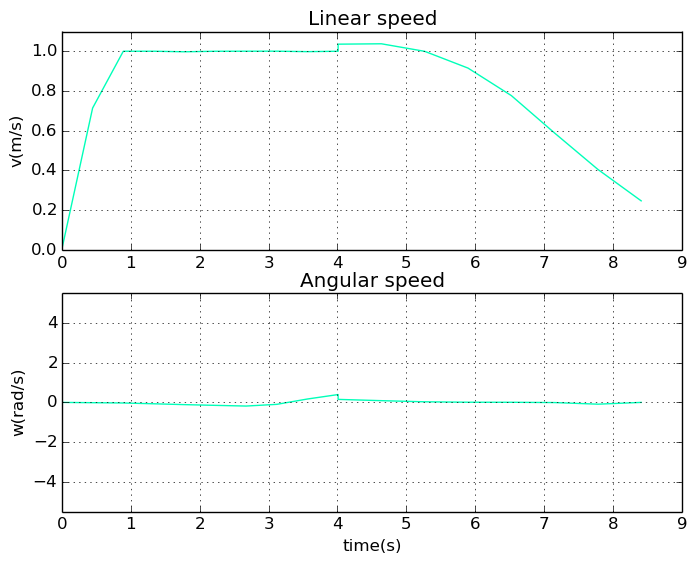 Linear speed
v(m/s)
1.0
0.8
0.6
0.4
0.2
0.0
0 1 2 3 4 5 6 7 8 9
Angular speed
w(rad/s)
4
2
0
−2
−4
0 1 2 3 4 5 6 7 8 9
time(s)